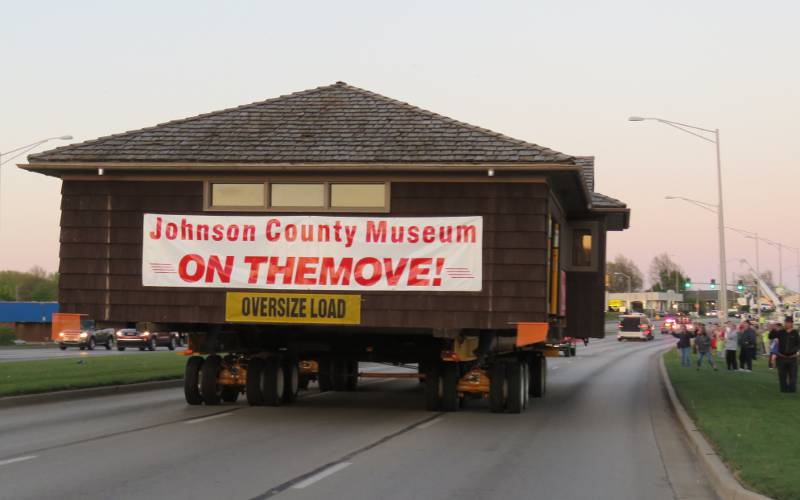 Johnson County Museum
ON THEMOVE!
OVERSIZE LOAD